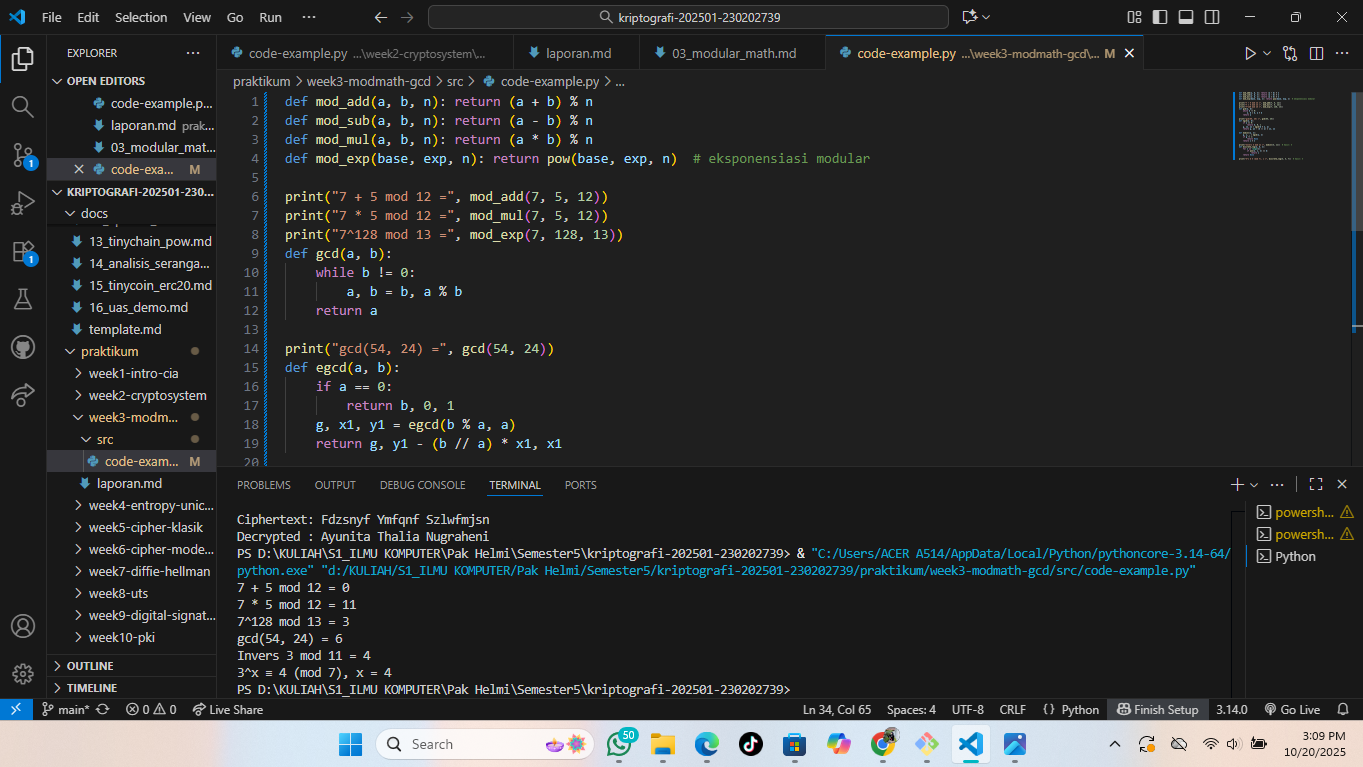 File Edit Selection View Go Run ··· kriptografi-202501-230202739
EXPLORER ···
OPEN EDITORS
code-example.p...
laporan.md prak...
03_modular_mat...
code-exa... M
KRIPTOGRAFI-202501-230...
docs
13_tinychain_pow.md
14_analisis_seranga...
15_tinycoin_erc20.md
16_uas_demo.md
template.md
praktikum
week1-intro-cia
week2-cryptosystem
week3-modm...
src
code-exam... M
laporan.md
week4-entropy-unic...
week5-cipher-klasik
week6-cipher-mode...
week7-diffie-hellman
week8-uts
week9-digital-signat...
week10-pki
OUTLINE
TIMELINE
code-example.py ...\week2-cryptosystem\... laporan.md 03_modular_math.md code-example.py ...\week3-modmath-gcd\... M
praktikum > week3-modmath-gcd > src > code-example.py > ...
1 def mod_add(a, b, n): return (a + b) % n
2 def mod_sub(a, b, n): return (a - b) % n
3 def mod_mul(a, b, n): return (a * b) % n
4 def mod_exp(base, exp, n): return pow(base, exp, n)  # eksponensiasi modular
5
6 print("7 + 5 mod 12 =", mod_add(7, 5, 12))
7 print("7 * 5 mod 12 =", mod_mul(7, 5, 12))
8 print("7^128 mod 13 =", mod_exp(7, 128, 13))
9 def gcd(a, b):
10 while b != 0:
11 a, b = b, a % b
12 return a
13
14 print("gcd(54, 24) =", gcd(54, 24))
15 def egcd(a, b):
16 if a == 0:
17 return b, 0, 1
18 g, x1, y1 = egcd(b % a, a)
19 return g, y1 - (b // a) * x1, x1
20
PROBLEMS OUTPUT DEBUG CONSOLE TERMINAL PORTS
Ciphertext: Fdzsnyf Ymfqnf Szlwfmjsn
Decrypted : Ayunita Thalia Nugraheni
PS D:\KULIAH\S1_ILMU KOMPUTER\Pak Helmi\Semester5\kriptografi-202501-230202739> & "C:/Users/ACER A514/AppData/Local/Python/pythoncore-3.14-64/
python.exe" "d:/KULIAH/S1_ILMU KOMPUTER/Pak Helmi/Semester5/kriptografi-202501-230202739/praktikum/week3-modmath-gcd/src/code-example.py"
7 + 5 mod 12 = 0
7 * 5 mod 12 = 11
7^128 mod 13 = 3
gcd(54, 24) = 6
Invers 3 mod 11 = 4
3^x ≡ 4 (mod 7), x = 4
PS D:\KULIAH\S1_ILMU KOMPUTER\Pak Helmi\Semester5\kriptografi-202501-230202739>
powersh...
powersh...
Python
1
1
main* 0 0 Live Share Ln 34, Col 65 Spaces: 4 UTF-8 CRLF {} Python Finish Setup 3.14.0 Go Live
Search
50
3:09 PM
10/20/2025